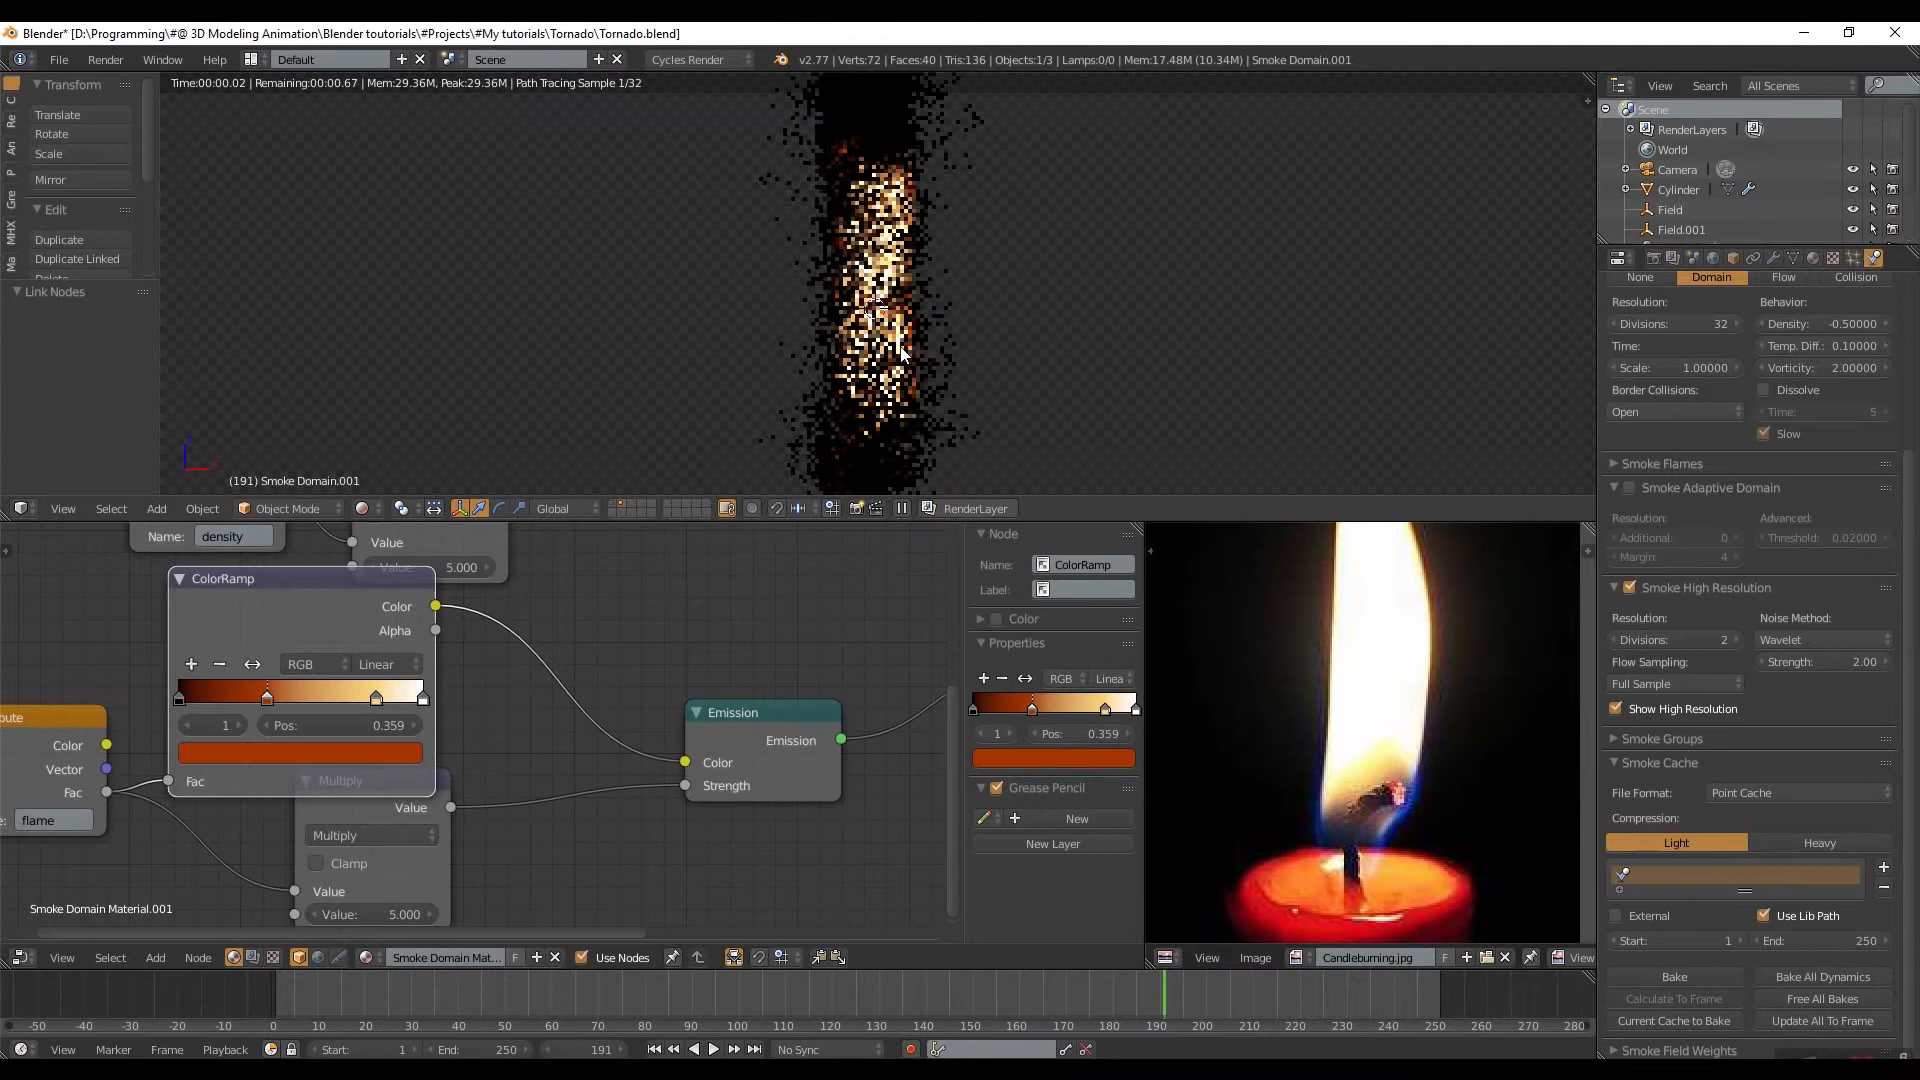 Blender* [D:\Programming\#@ 3D Modeling Animation\Blender toutorials\#Projects\#My tutorials\Tornado\Tornado.blend]
File Render Window Help Default Scene Cycles Render v2.77 | Verts:72 | Faces:40 | Tris:136 | Objects:1/3 | Lamps:0/0 | Mem:17.48M (10.34M) | Smoke Domain.001
Time:00:00.02 | Remaining:00:00.67 | Mem:29.36M, Peak:29.36M | Path Tracing Sample 1/32
Transform
Translate
Rotate
Scale
Mirror
Edit
Duplicate
Duplicate Linked
Link Nodes
C
Re
An
P
Gre
MHX
Ma
(191) Smoke Domain.001
View Select Add Object Object Mode Global RenderLayer
View Search All Scenes
Scene
RenderLayers
World
Camera
Cylinder
Field
Field.001
None Domain Flow Collision
Resolution: Behavior:
Divisions: 32 Density: -0.50000
Time: Temp. Diff.: 0.10000
Scale: 1.00000 Vorticity: 2.00000
Border Collisions: Dissolve
Open Time: 5
Slow
Smoke Flames
Smoke Adaptive Domain
Resolution: Advanced:
Additional: 0 Threshold: 0.02000
Margin: 4
Smoke High Resolution
Resolution: Noise Method:
Divisions: 2 Wavelet
Flow Sampling: Strength: 2.00
Full Sample
Show High Resolution
Smoke Groups
Smoke Cache
File Format: Point Cache
Compression:
Light Heavy
External Use Lib Path
Start: 1 End: 250
Bake Bake All Dynamics
Calculate To Frame Free All Bakes
Current Cache to Bake Update All To Frame
Smoke Field Weights
Name: density
Value
Value: 5.000
ColorRamp
Color
Alpha
RGB Linear
1 Pos: 0.359
Fac
bute
Color
Vector
Fac
e: flame
Multiply
Value
Multiply
Clamp
Value
Value: 5.000
Emission
Emission
Color
Strength
Smoke Domain Material.001
Node
Name: ColorRamp
Label:
Color
Properties
RGB Linea
1 Pos: 0.359
Grease Pencil
New
New Layer
View Select Add Node Smoke Domain Mat... F Use Nodes
View Image Candleburning.jpg F View
-50 -40 -30 -20 -10 0 10 20 30 40 50 60 70 80 90 100 110 120 130 140 150 160 170 180 190 200 210 220 230 240 250 260 270 280
View Marker Frame Playback Start: 1 End: 250 191 No Sync